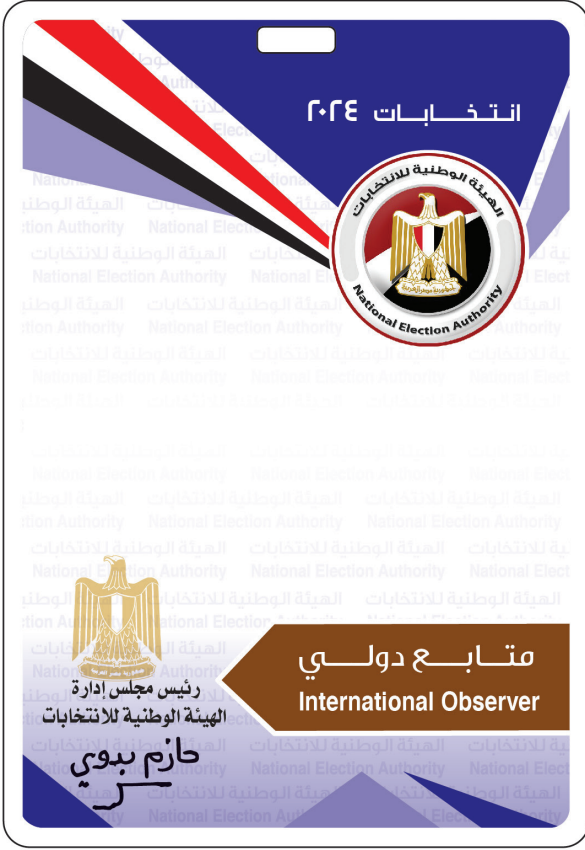 انتخابات ٢٠٢٤
الهيئة الوطنية للانتخابات
National Election Authority
متابع دولي
International Observer
رئيس مجلس إدارة
الهيئة الوطنية للانتخابات
حازم بدوي